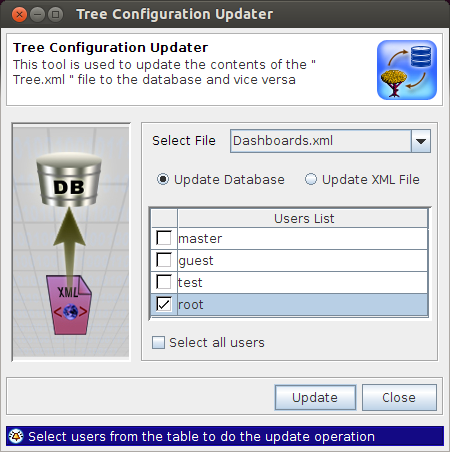 Tree Configuration Updater
Tree Configuration Updater
This tool is used to update the contents of the "
Tree.xml " file to the database and vice versa
Select File
Dashboards.xml
Update Database
Update XML File
DB
XML
Users List
master
guest
test
root
Select all users
Update
Close
Select users from the table to do the update operation